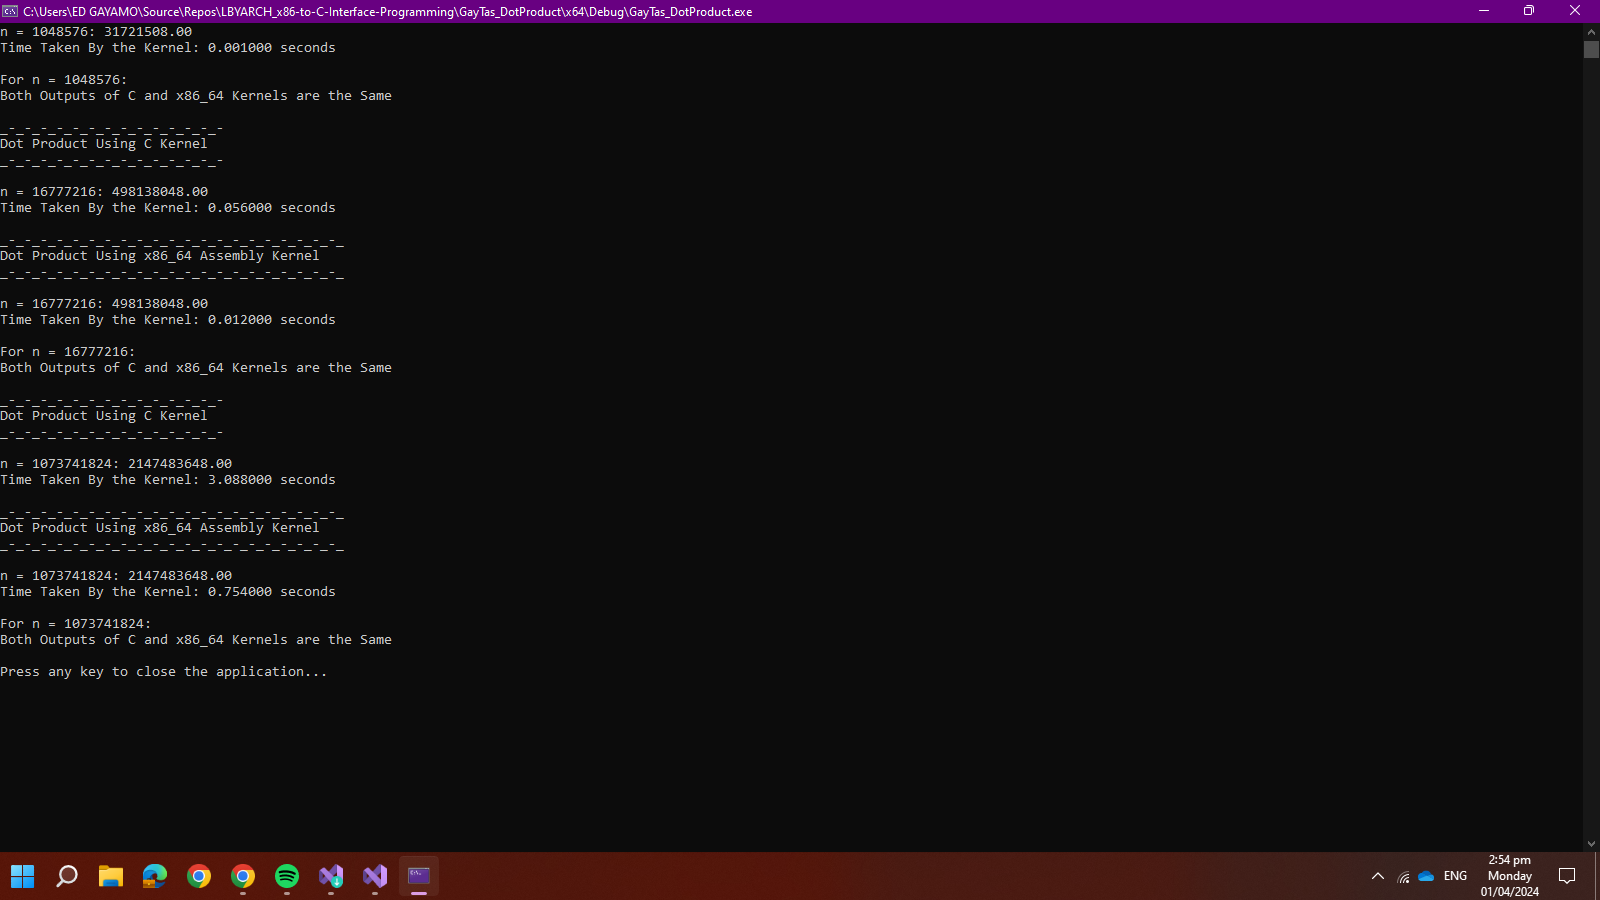 C:\Users\ED GAYAMO\Source\Repos\LBYARCH_x86-to-C-Interface-Programming\GayTas_DotProduct\x64\Debug\GayTas_DotProduct.exe
n = 1048576: 31721508.00
Time Taken By the Kernel: 0.001000 seconds
For n = 1048576:
Both Outputs of C and x86_64 Kernels are the Same
_-_-_-_-_-_-_-_-_-_-_-_-_-_-
Dot Product Using C Kernel
_-_-_-_-_-_-_-_-_-_-_-_-_-_-
n = 16777216: 498138048.00
Time Taken By the Kernel: 0.056000 seconds
_-_-_-_-_-_-_-_-_-_-_-_-_-_-_-_-_-_-_-_-_-_
Dot Product Using x86_64 Assembly Kernel
_-_-_-_-_-_-_-_-_-_-_-_-_-_-_-_-_-_-_-_-_-_
n = 16777216: 498138048.00
Time Taken By the Kernel: 0.012000 seconds
For n = 16777216:
Both Outputs of C and x86_64 Kernels are the Same
_-_-_-_-_-_-_-_-_-_-_-_-_-_-
Dot Product Using C Kernel
_-_-_-_-_-_-_-_-_-_-_-_-_-_-
n = 1073741824: 2147483648.00
Time Taken By the Kernel: 3.088000 seconds
_-_-_-_-_-_-_-_-_-_-_-_-_-_-_-_-_-_-_-_-_-_
Dot Product Using x86_64 Assembly Kernel
_-_-_-_-_-_-_-_-_-_-_-_-_-_-_-_-_-_-_-_-_-_
n = 1073741824: 2147483648.00
Time Taken By the Kernel: 0.754000 seconds
For n = 1073741824:
Both Outputs of C and x86_64 Kernels are the Same
Press any key to close the application...
ENG
2:54 pm
Monday
01/04/2024